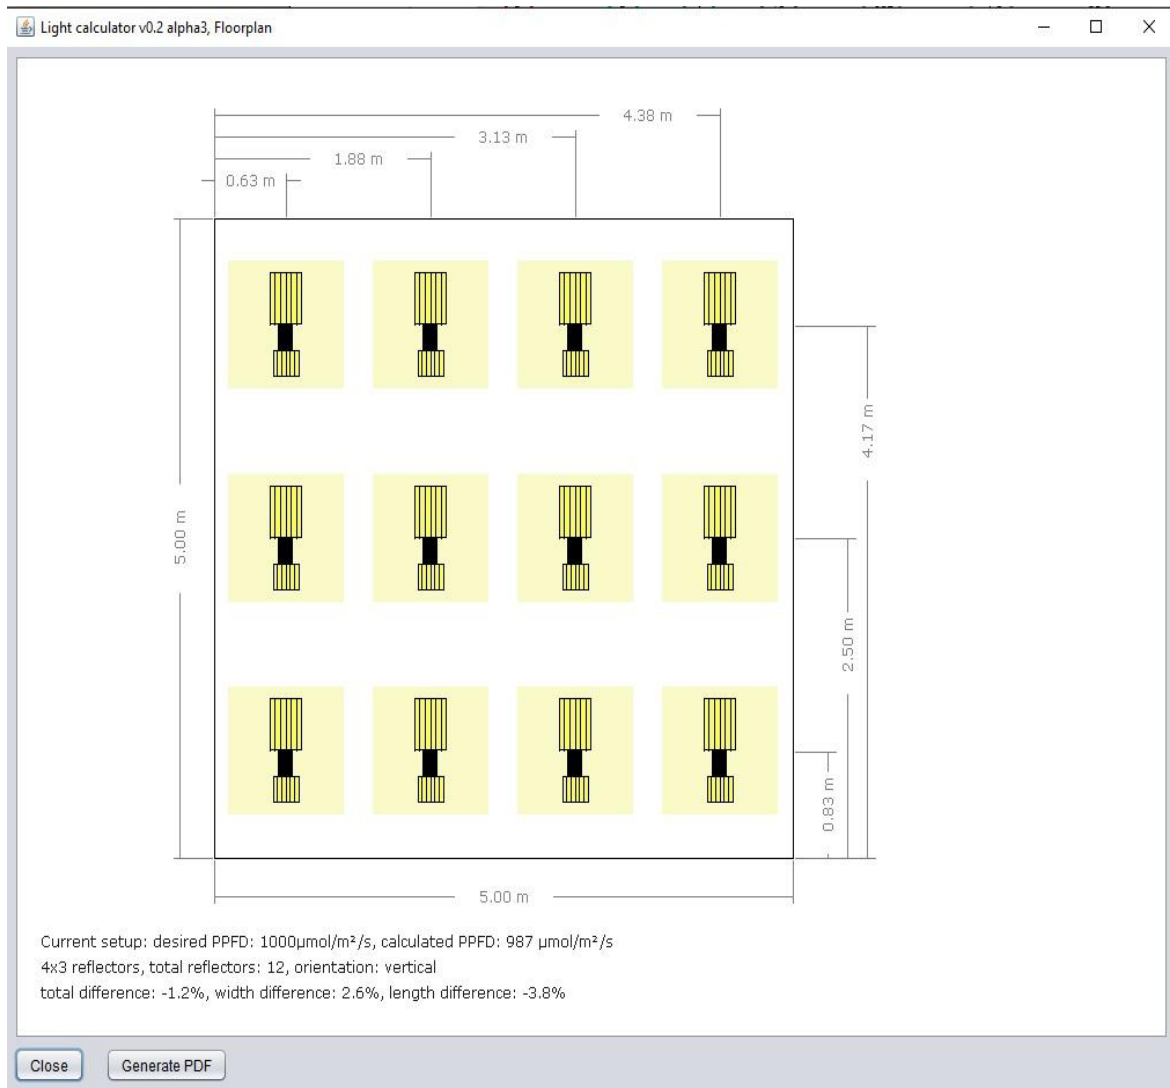 Light calculator v0.2 alpha3, Floorplan
4.38 m
3.13 m
1.88 m
0.63 m
4.17 m
5.00 m
2.50 m
0.83 m
5.00 m
Current setup: desired PPFD: 1000µmol/m²/s, calculated PPFD: 987 µmol/m²/s
4x3 reflectors, total reflectors: 12, orientation: vertical
total difference: -1.2%, width difference: 2.6%, length difference: -3.8%
Close
Generate PDF